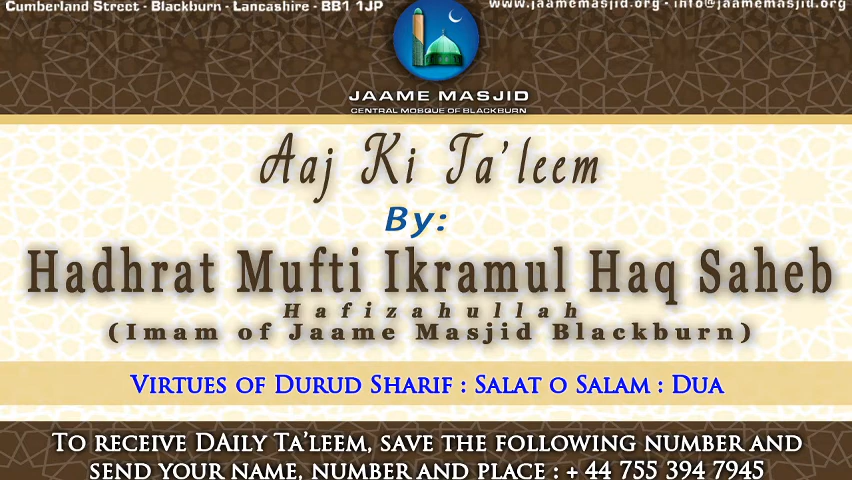 Cumberland Street - Blackburn - Lancashire - BB1 1JP
www.jaamemasjid.org - info@jaamemasjid.org
JAAME MASJID
CENTRAL MOSQUE OF BLACKBURN
Aaj Ki Ta'leem
By:
Hadhrat Mufti Ikramul Haq Saheb
Hafizahullah
(Imam of Jaame Masjid Blackburn)
VIRTUES OF DURUD SHARIF : SALAT O SALAM : DUA
TO RECEIVE DAILY TA'LEEM, SAVE THE FOLLOWING NUMBER AND
SEND YOUR NAME, NUMBER AND PLACE : + 44 755 394 7945